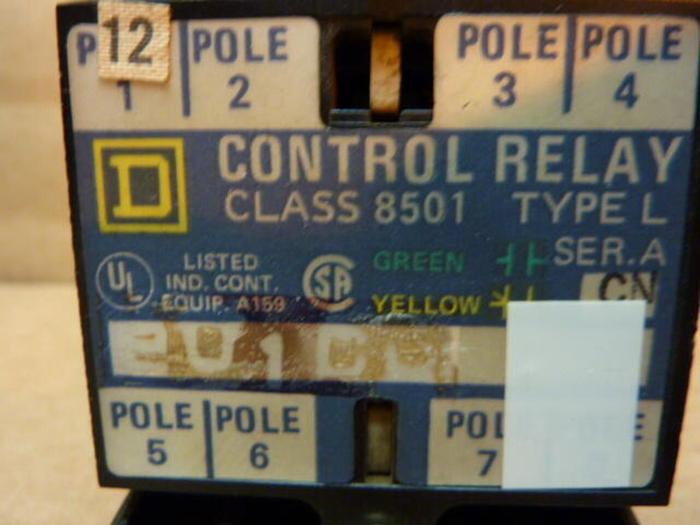 12
P POLE POLE POLE
1 2 3 4
D CONTROL RELAY
CLASS 8501 TYPE L
UL LISTED SA GREEN SER. A
IND. CONT. CN
EQUIP. A159 YELLOW
POLE POLE POL
5 6 7